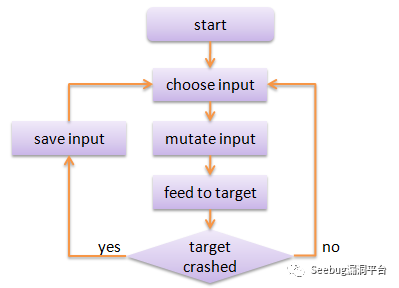 start
choose input
save input
mutate input
feed to target
yes
target
crashed
no
Seebug漏洞平台